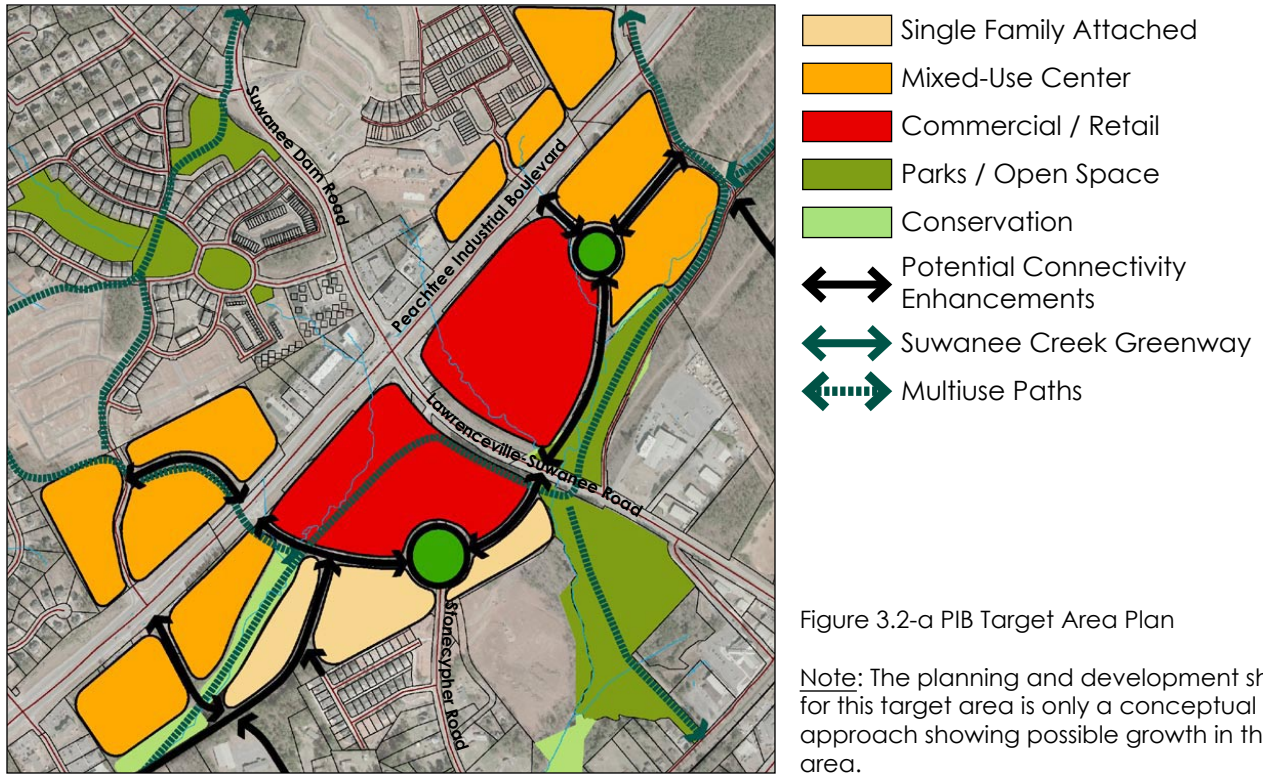 Suwanee Dam Road
Peachtree Industrial Boulevard
Lawrenceville-Suwanee Road
Stonecypher Road
Single Family Attached
Mixed-Use Center
Commercial / Retail
Parks / Open Space
Conservation
Potential Connectivity
Enhancements
Suwanee Creek Greenway
Multiuse Paths
Figure 3.2-a PIB Target Area Plan
Note: The planning and development sh
for this target area is only a conceptual
approach showing possible growth in th
area.